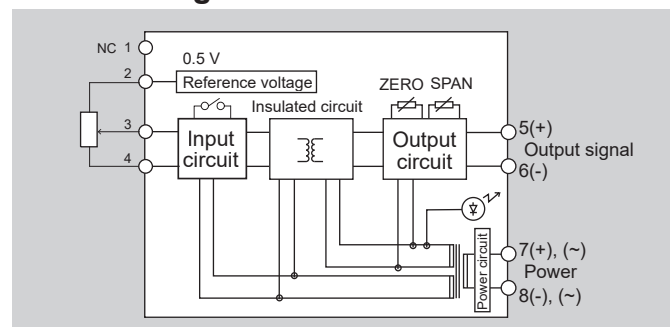 NC 1
0.5 V
2
Reference voltage
ZERO SPAN
Insulated circuit
3
Input
circuit
Output
circuit
5(+)
Output signal
4
6(-)
Power circuit
7(+), (~)
Power
8(-), (~)